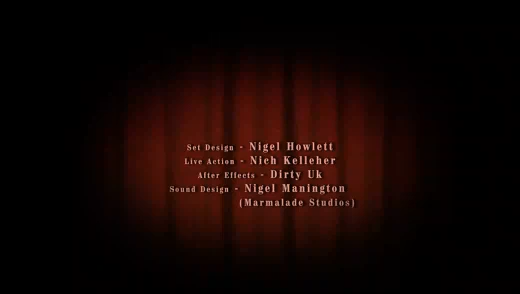 Set Design - Nigel Howlett
Live Action - Nich Kelleher
After Effects - Dirty Uk
Sound Design - Nigel Manington
(Marmalade Studios)